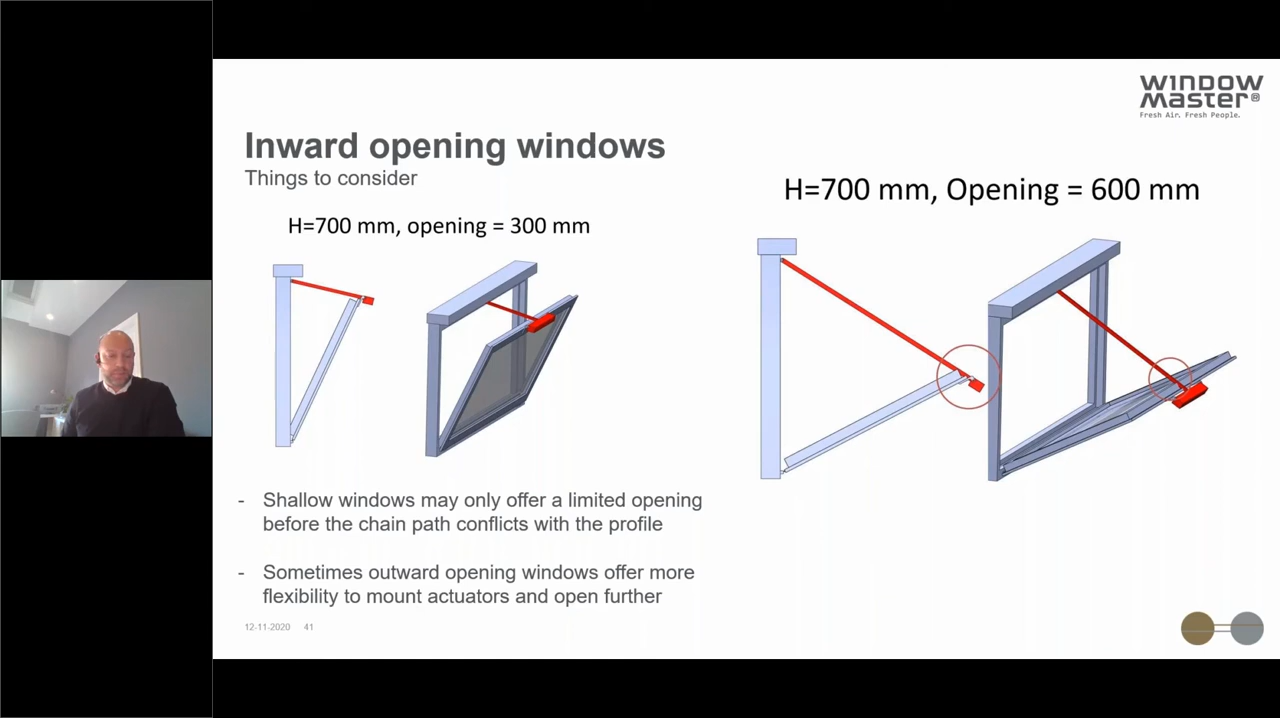 WINDOW
MASTER®
Fresh Air. Fresh People.
Inward opening windows
Things to consider
H=700 mm, opening = 300 mm
H=700 mm, Opening = 600 mm
- Shallow windows may only offer a limited opening
before the chain path conflicts with the profile
- Sometimes outward opening windows offer more
flexibility to mount actuators and open further
12-11-2020 41